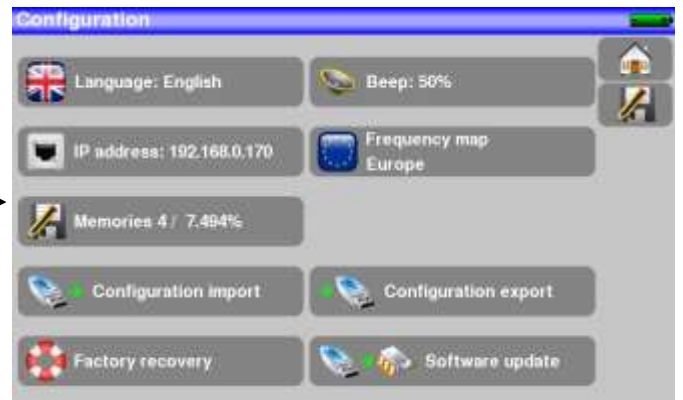 Configuration
Language: English
Beep: 50%
IP address: 192.168.0.170
Frequency map
Europe
Memories 4 / 7.494%
Configuration import
Configuration export
Factory recovery
Software update